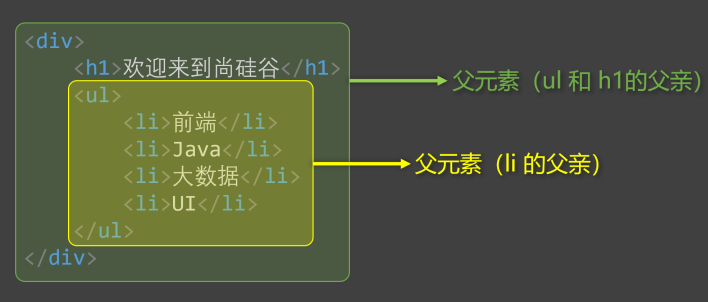 <div>
<h1>欢迎来到尚硅谷</h1>
父元素（ul 和 h1的父亲）
<ul>
<li>前端</li>
<li>Java</li>
父元素（li 的父亲）
<li>大数据</li>
<li>UI</li>
</ul>
</div>